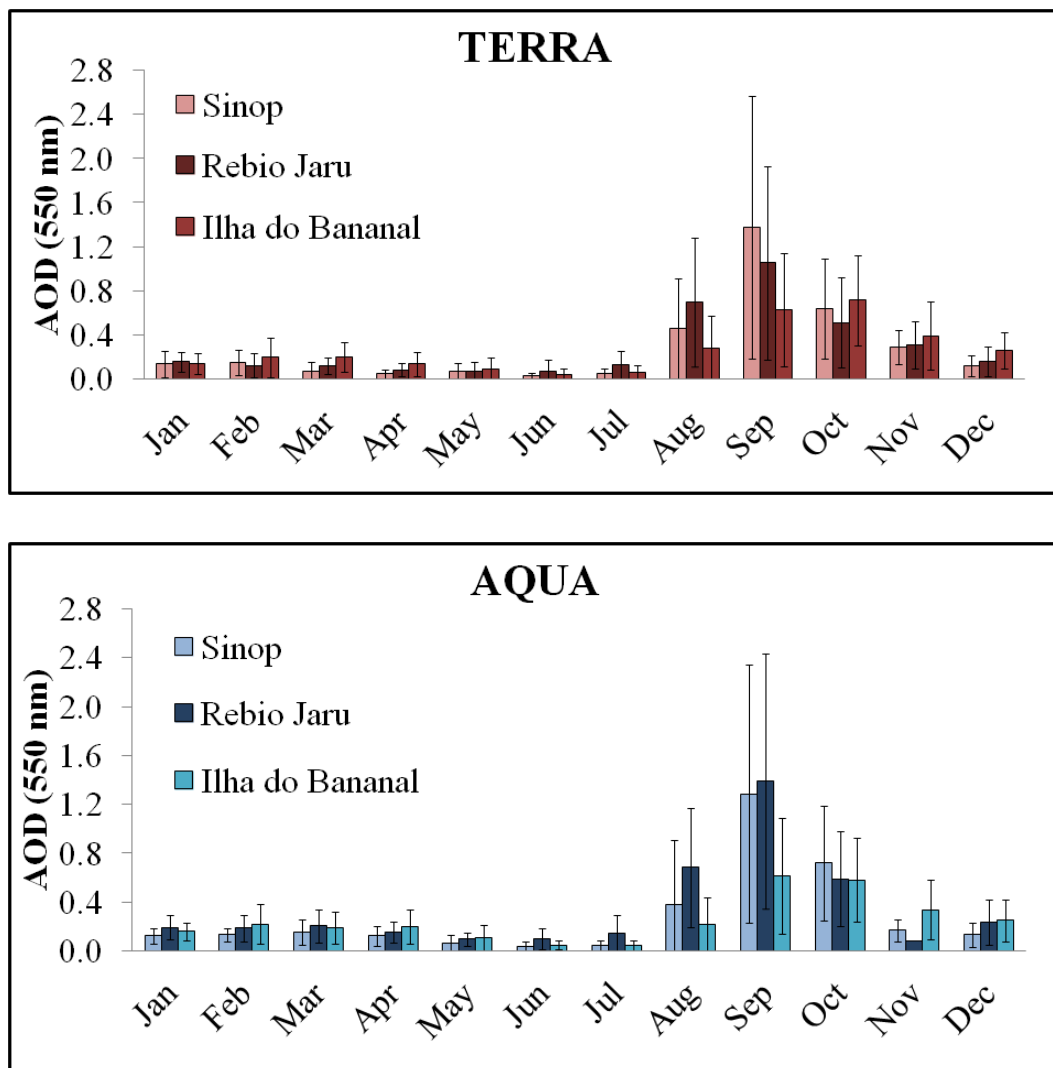 TERRA
AOD (550 nm)
2.8
2.4
2.0
1.6
1.2
0.8
0.4
0.0
Sinop
Rebio Jaru
Ilha do Bananal
Jan Feb Mar Apr May Jun Jul Aug Sep Oct Nov Dec
AQUA
AOD (550 nm)
2.8
2.4
2.0
1.6
1.2
0.8
0.4
0.0
Sinop
Rebio Jaru
Ilha do Bananal
Jan Feb Mar Apr May Jun Jul Aug Sep Oct Nov Dec